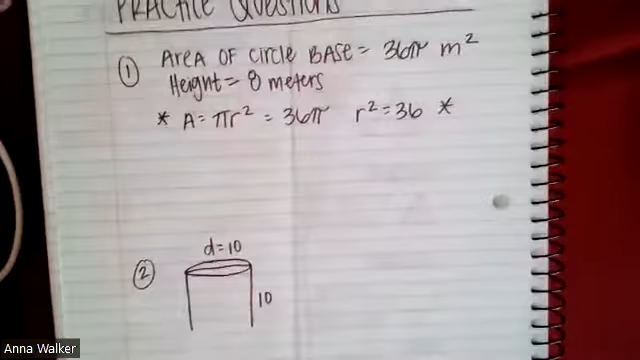 PRACTICE QUESTIONS
① AREA OF CIRCLE BASE = 36π m²
Height = 8 meters
* A = πr² = 36π r² = 36 *
② d = 10
10
Anna Walker